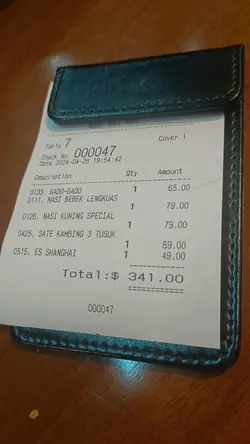 Table 7 Cover 1
Check No. 000047
Date 2024-04-26 19:54:42
Description Qty Amount
0133. GADO-GADO 1 65.00
0111. NASI BEBEK LENGKUAS 1 79.00
0126. NASI KUNING SPECIAL 1 79.00
0425. SATE KAMBING 3 TUSUK 1 69.00
0515. ES SHANGHAI 1 49.00
Total:$ 341.00
000047